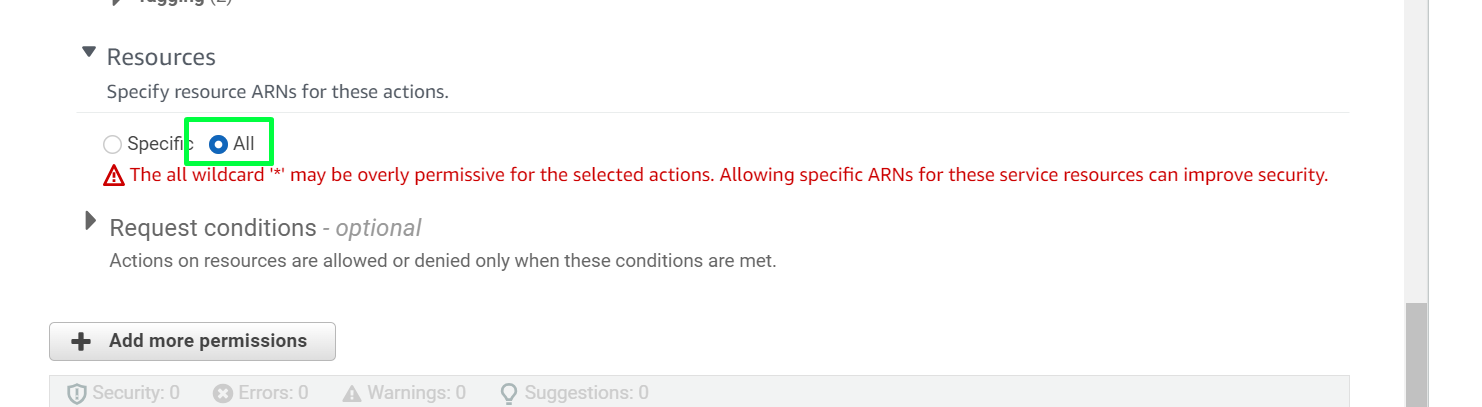 Tagging (2)
Resources
Specify resource ARNs for these actions.
Specific All
The all wildcard '*' may be overly permissive for the selected actions. Allowing specific ARNs for these service resources can improve security.
Request conditions - optional
Actions on resources are allowed or denied only when these conditions are met.
Add more permissions
Security: 0 Errors: 0 Warnings: 0 Suggestions: 0